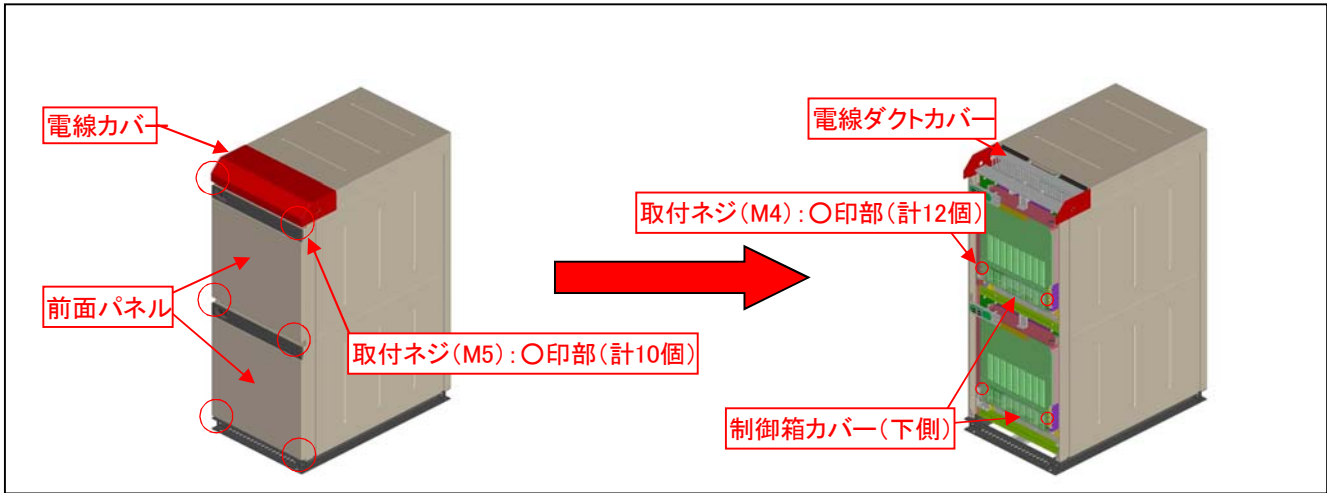 電線カバー
前面パネル
取付ネジ(M5):〇印部(計10個)
電線ダクトカバー
取付ネジ(M4):〇印部(計12個)
制御箱カバー(下側)